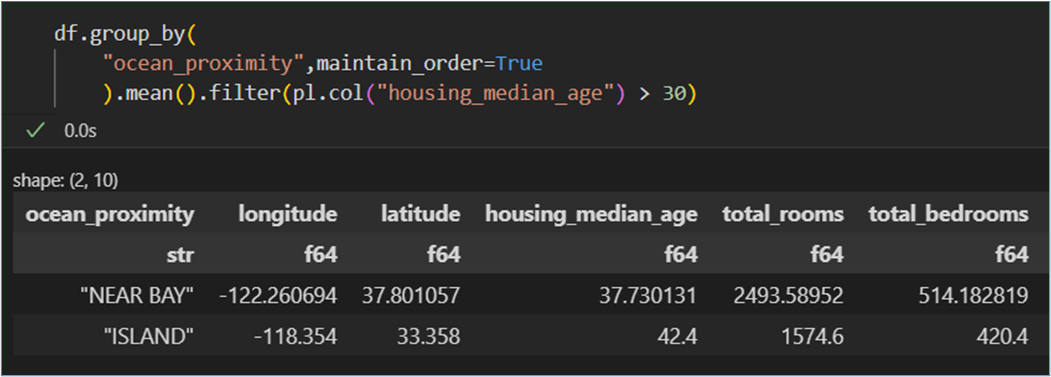 df.group_by(
"ocean_proximity",maintain_order=True
).mean().filter(pl.col("housing_median_age") > 30)
0.0s
shape: (2, 10)
ocean_proximity longitude latitude housing_median_age total_rooms total_bedrooms
str f64 f64 f64 f64 f64
"NEAR BAY" -122.260694 37.801057 37.730131 2493.58952 514.182819
"ISLAND" -118.354 33.358 42.4 1574.6 420.4